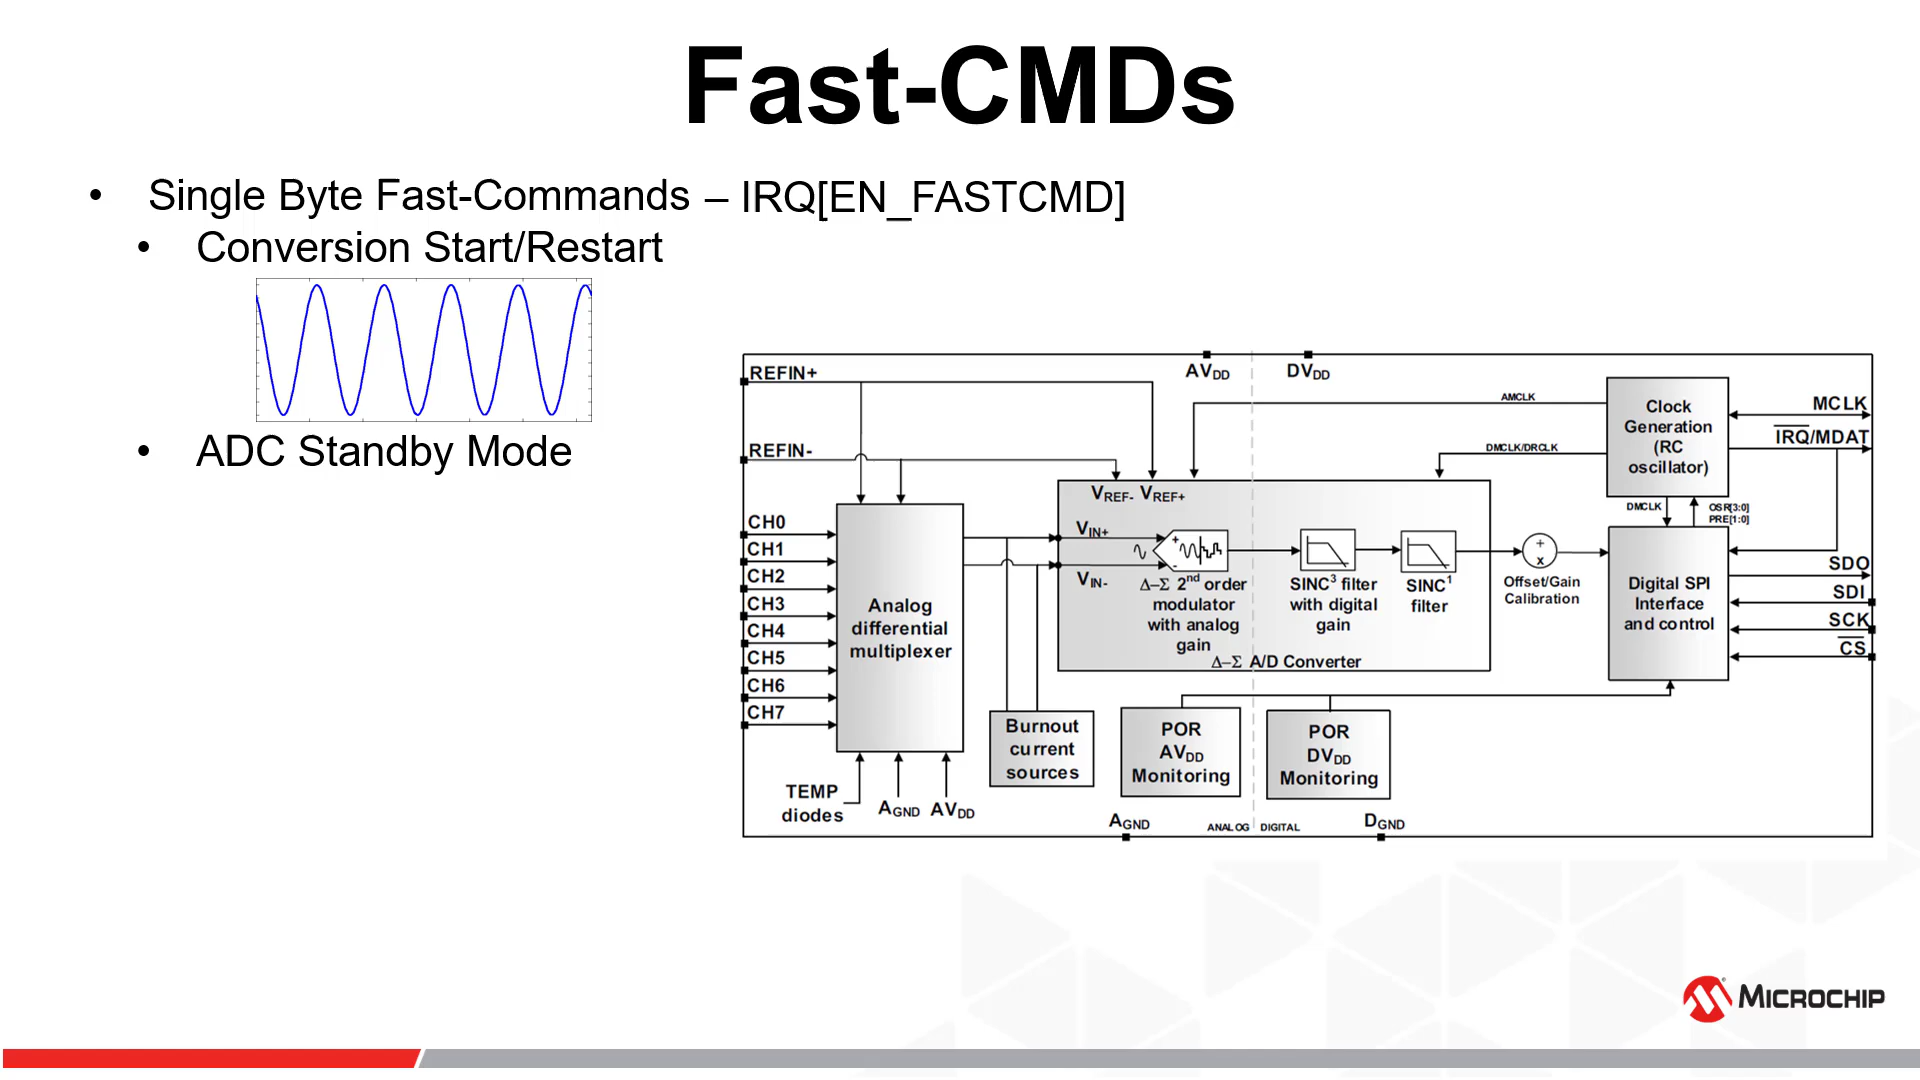 Fast-CMDs
• Single Byte Fast-Commands – IRQ[EN_FASTCMD]
• Conversion Start/Restart
• ADC Standby Mode
REFIN+
REFIN-
CH0
CH1
CH2
CH3
CH4
CH5
CH6
CH7
Analog
differential
multiplexer
TEMP
diodes
AGND
AVDD
AVDD
DVDD
AMCLK
DMCLK/DRCLK
VREF- VREF+
VIN+
VIN-
+
-
Δ–Σ 2nd order
modulator
with analog
gain
SINC3 filter
with digital
gain
SINC1
filter
Δ–Σ A/D Converter
+
x
Offset/Gain
Calibration
Burnout
current
sources
POR
AVDD
Monitoring
POR
DVDD
Monitoring
AGND
ANALOG
DIGITAL
DGND
Clock
Generation
(RC
oscillator)
DMCLK
OSR[3:0]
PRE[1:0]
Digital SPI
Interface
and control
MCLK
IRQ/MDAT
SDO
SDI
SCK
CS
MICROCHIP